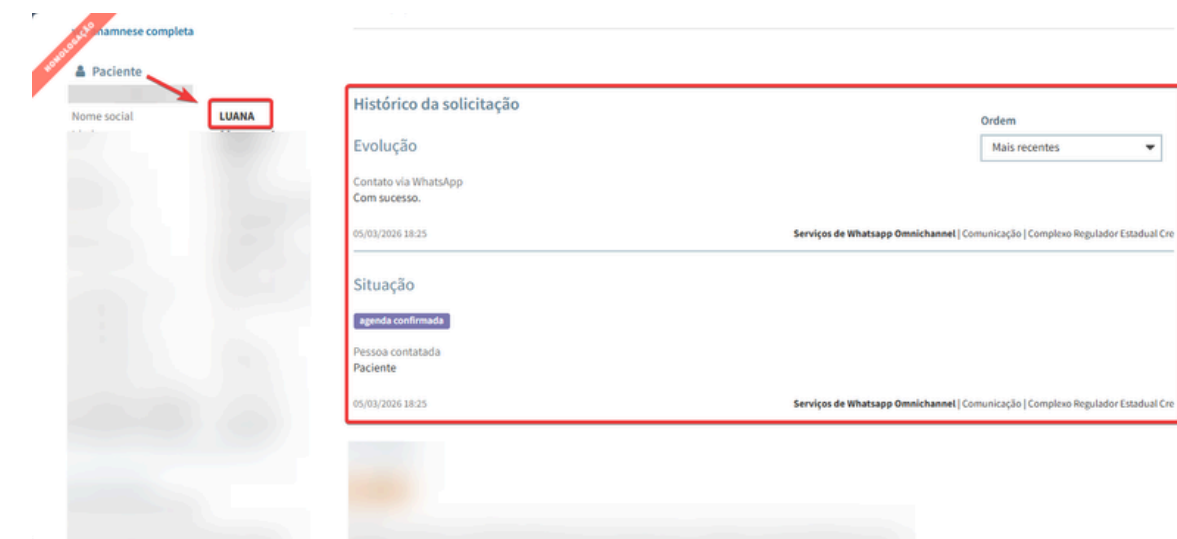 HOMOLOGAÇÃO
anamnese completa
Paciente
Nome social LUANA
Histórico da solicitação
Ordem
Mais recentes
Evolução
Contato via WhatsApp
Com sucesso.
05/03/2026 18:25 Serviços de Whatsapp Omnichannel | Comunicação | Complexo Regulador Estadual Cre
Situação
agenda confirmada
Pessoa contatada
Paciente
05/03/2026 18:25 Serviços de Whatsapp Omnichannel | Comunicação | Complexo Regulador Estadual Cre